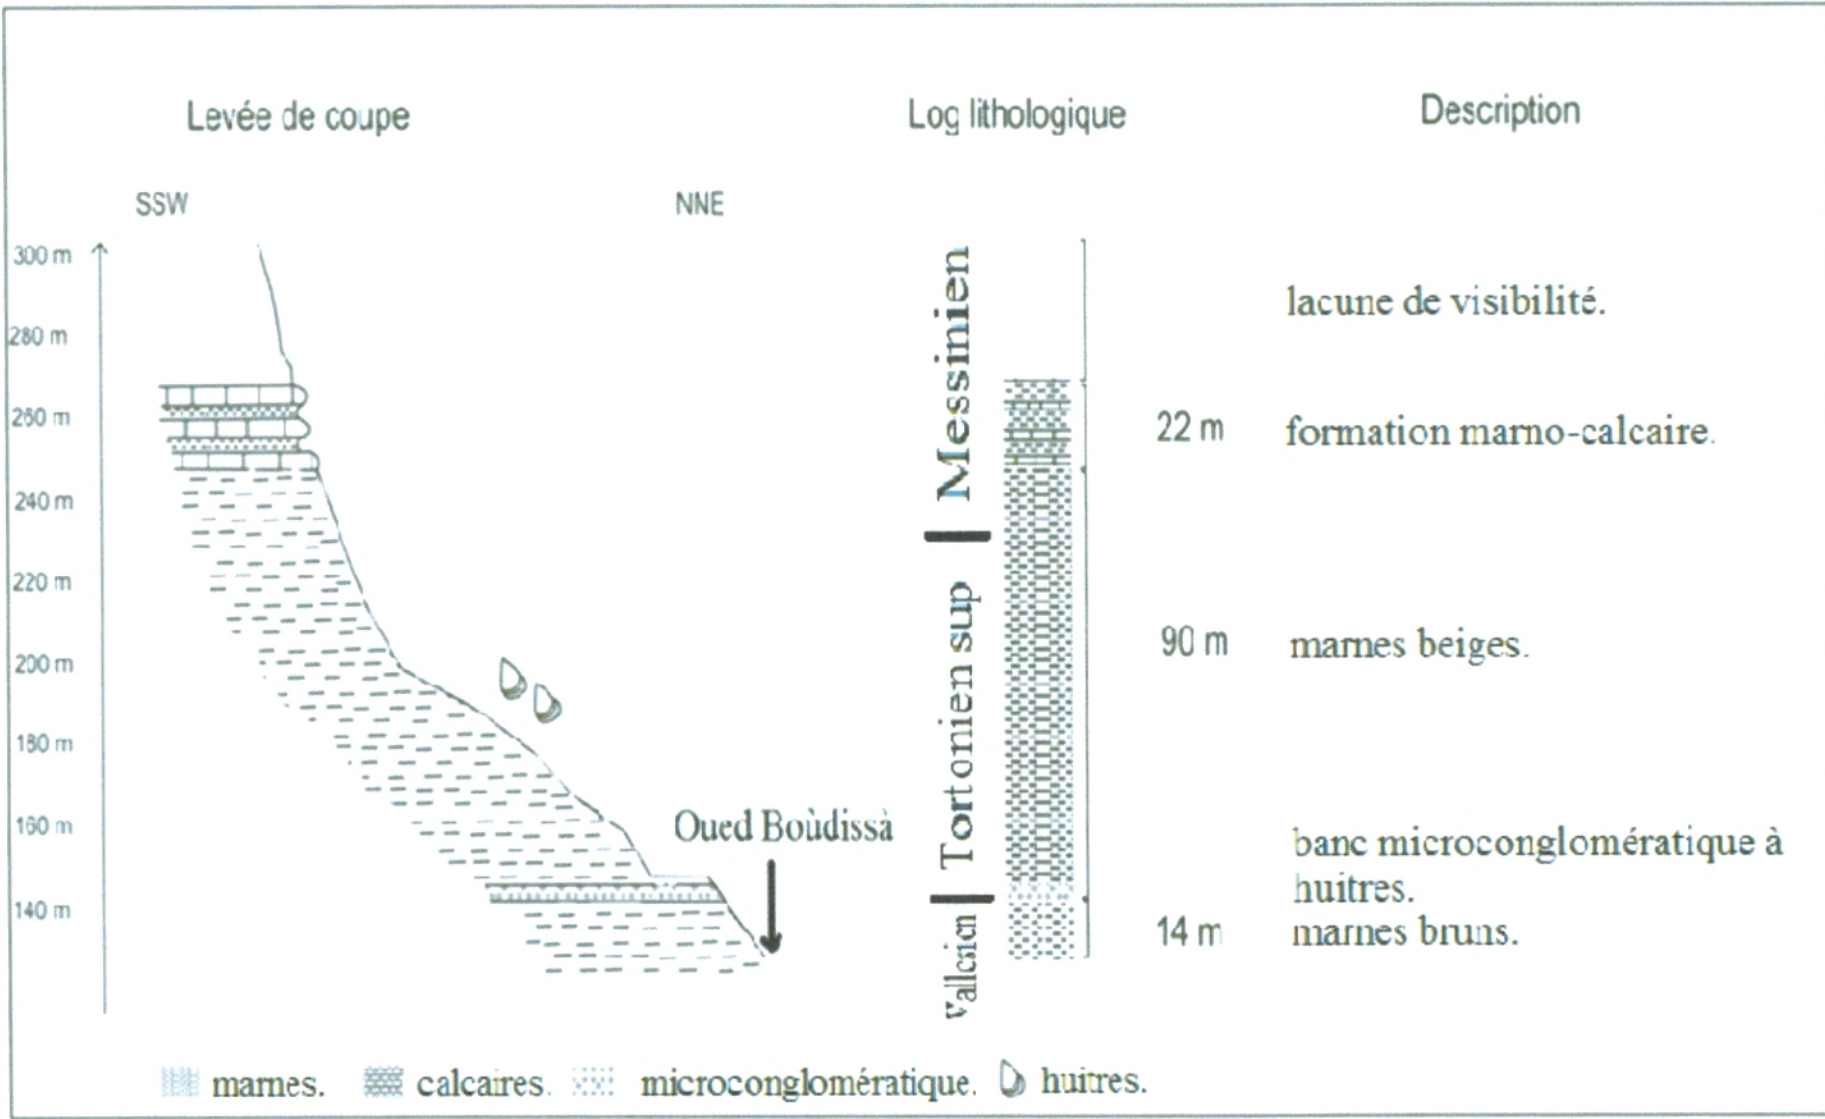 Levée de coupe
Log lithologique
Description
SSW
NNE
300 m
280 m
260 m
240 m
220 m
200 m
180 m
160 m
140 m
Oued Boùdissà
Messinien
Tortonien sup
22 m
90 m
14 m
lacune de visibilité.
formation marno-calcaire.
marnes beiges.
banc microconglomératique à
huitres.
marnes bruns.
marnes.
calcaires.
microconglomératique.
huitres.